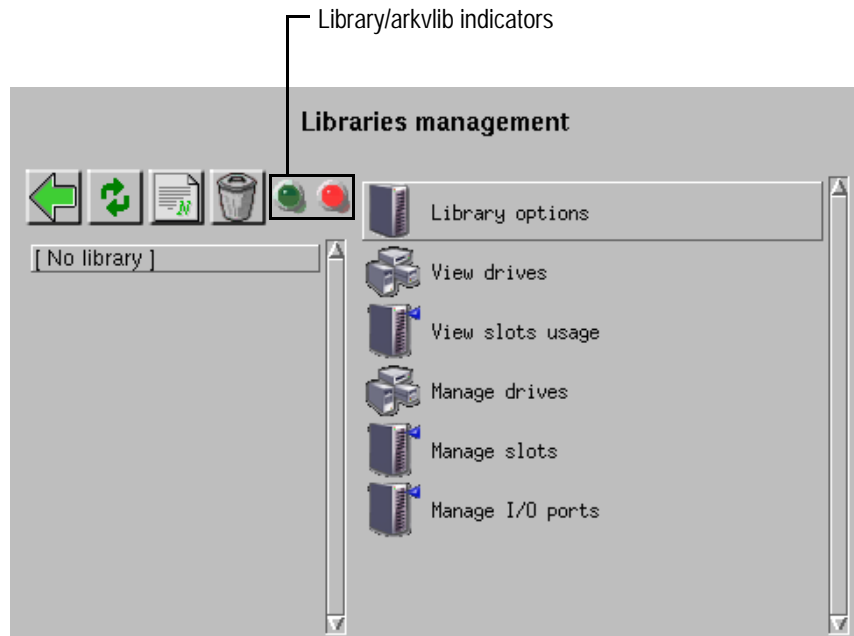 Library/arkvlib indicators
Libraries management
N
[ No library ]
Library options
View drives
View slots usage
Manage drives
Manage slots
Manage I/O ports